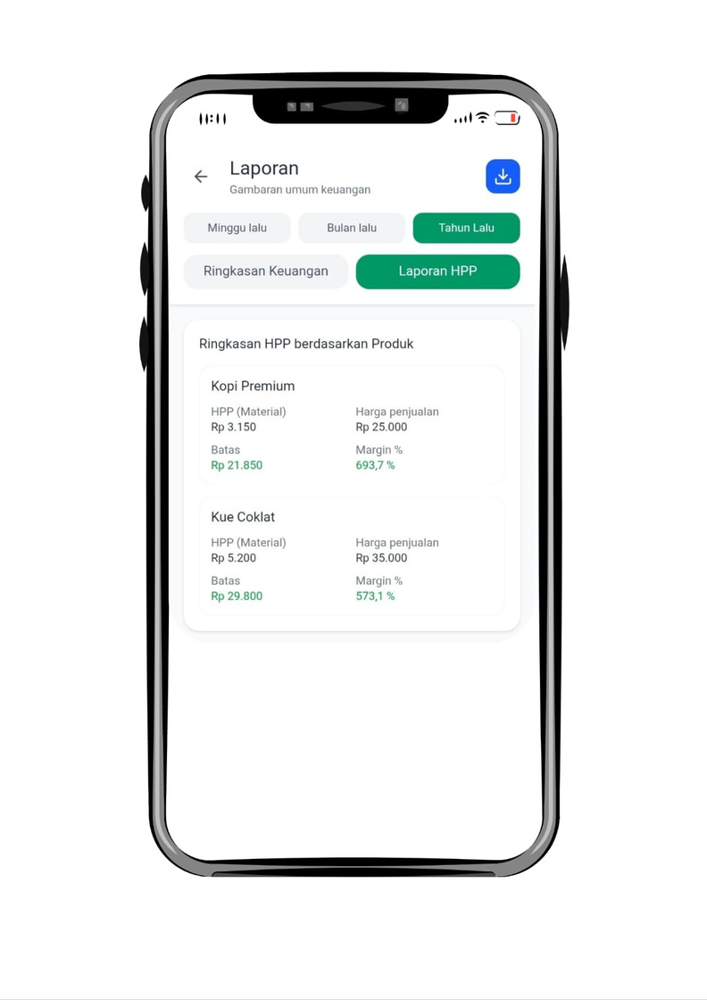 11:11
Laporan
Gambaran umum keuangan
Minggu lalu Bulan lalu Tahun Lalu
Ringkasan Keuangan Laporan HPP
Ringkasan HPP berdasarkan Produk
Kopi Premium
HPP (Material) Harga penjualan
Rp 3.150 Rp 25.000
Batas Margin %
Rp 21.850 693,7 %
Kue Coklat
HPP (Material) Harga penjualan
Rp 5.200 Rp 35.000
Batas Margin %
Rp 29.800 573,1 %